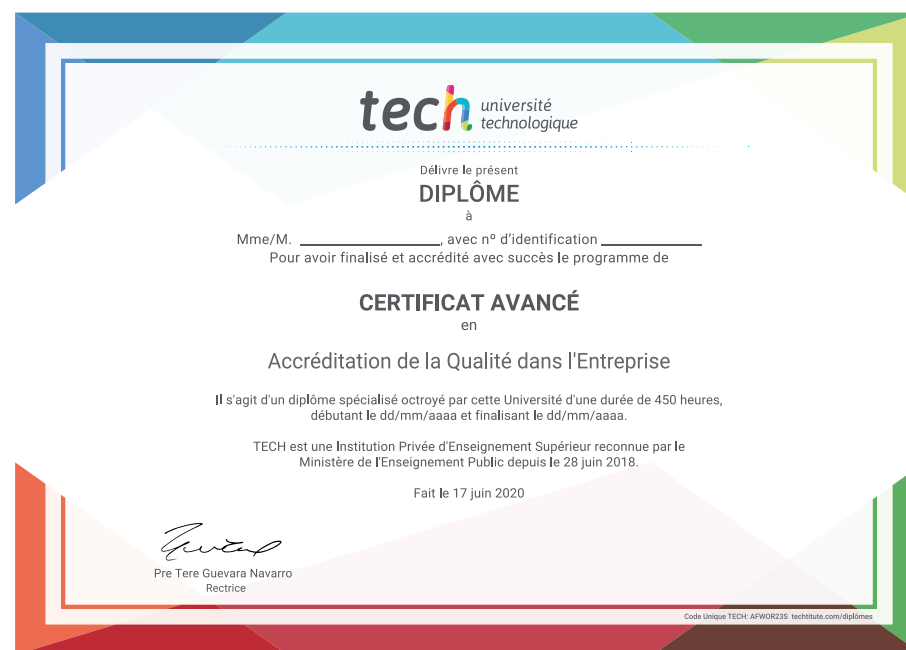 tech université
technologique
Délivre le présent
DIPLÔME
à
Mme/M. ____________________, avec nº d'identification ______________
Pour avoir finalisé et accrédité avec succès le programme de
CERTIFICAT AVANCÉ
en
Accréditation de la Qualité dans l'Entreprise
Il s'agit d'un diplôme spécialisé octroyé par cette Université d'une durée de 450 heures,
débutant le dd/mm/aaaa et finalisant le dd/mm/aaaa.
TECH est une Institution Privée d'Enseignement Supérieur reconnue par le
Ministère de l'Enseignement Public depuis le 28 juin 2018.
Fait le 17 juin 2020
Pre Tere Guevara Navarro
Rectrice
Code Unique TECH: AFWOR23S techtitute.com/diplômes